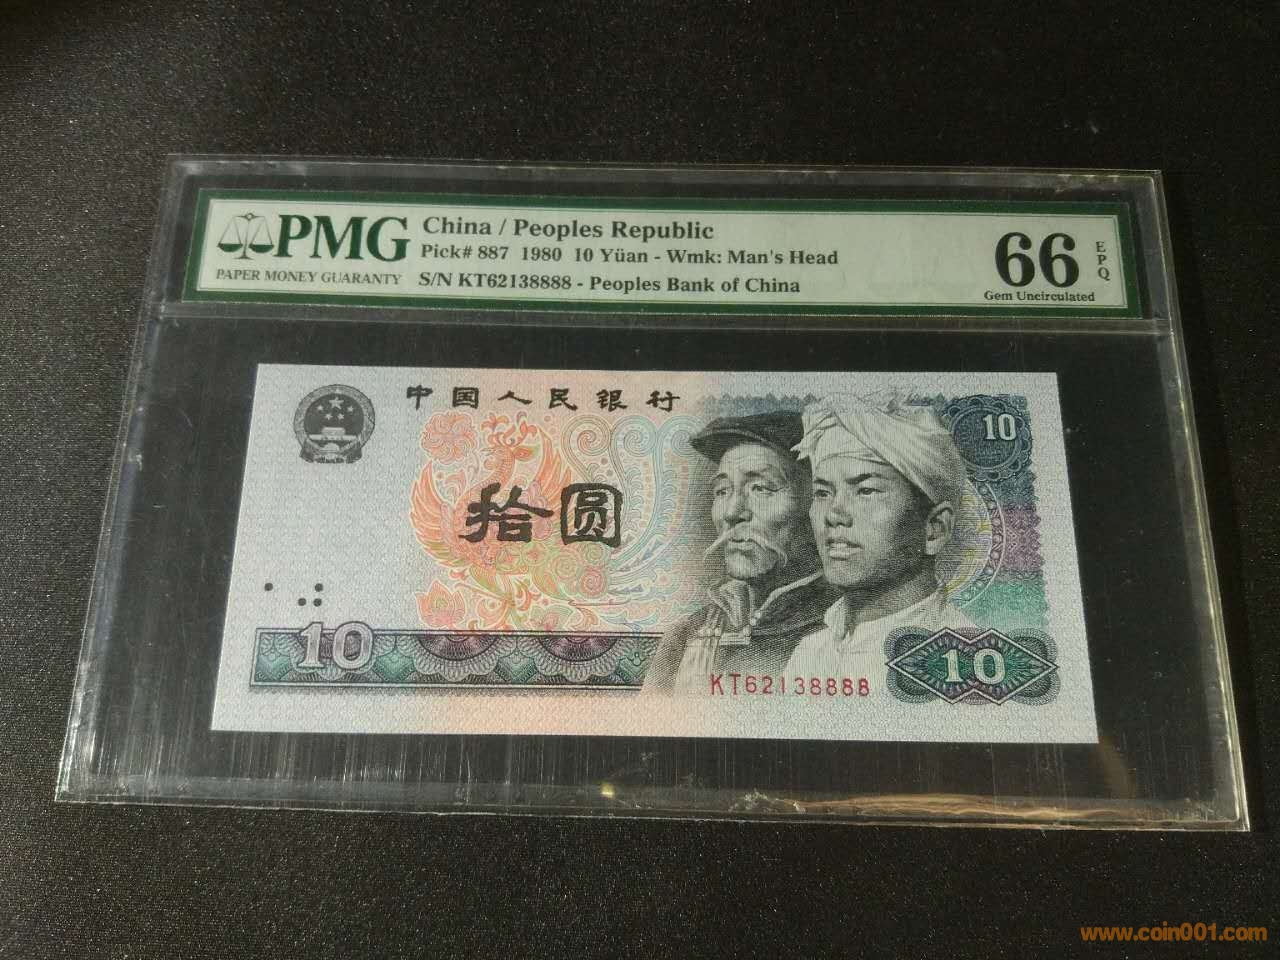 PMG
PAPER MONEY GUARANTY
China / Peoples Republic
Pick# 887 1980 10 Yüan - Wmk: Man's Head
S/N KT62138888 - Peoples Bank of China
66
EPQ
Gem Uncirculated
中国人民银行
10
拾圆
10
KT62138888
10
www.coin001.com